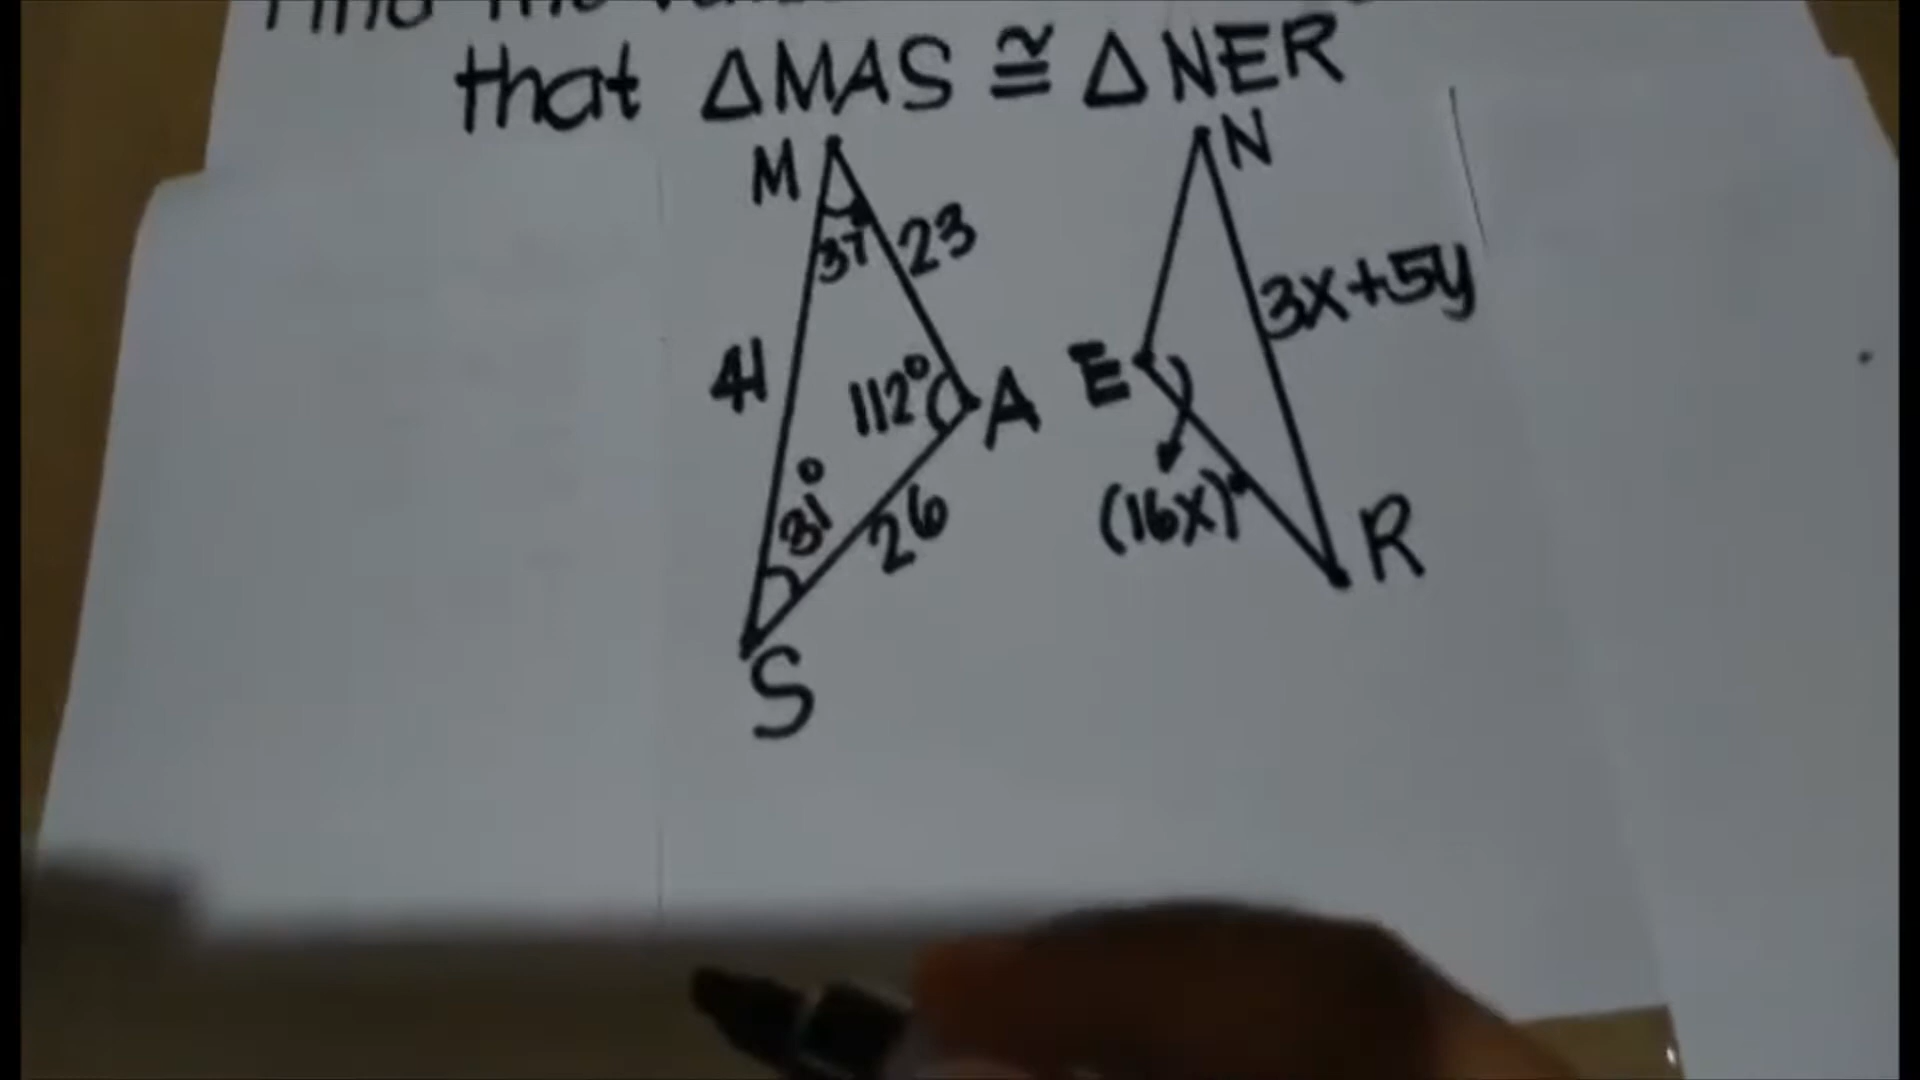 that △MAS ≅ △NER
M
N
37
23
3x+5y
41
112°
A
E
31°
26
(16x)°
R
S